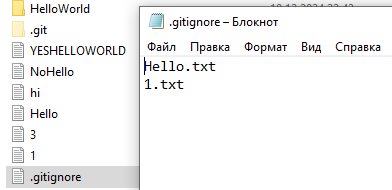 HelloWorld
.git
YESHELLOWORLD
NoHello
hi
Hello
3
1
.gitignore
.gitignore – Блокнот
Файл Правка Формат Вид Справка
Hello.txt
1.txt